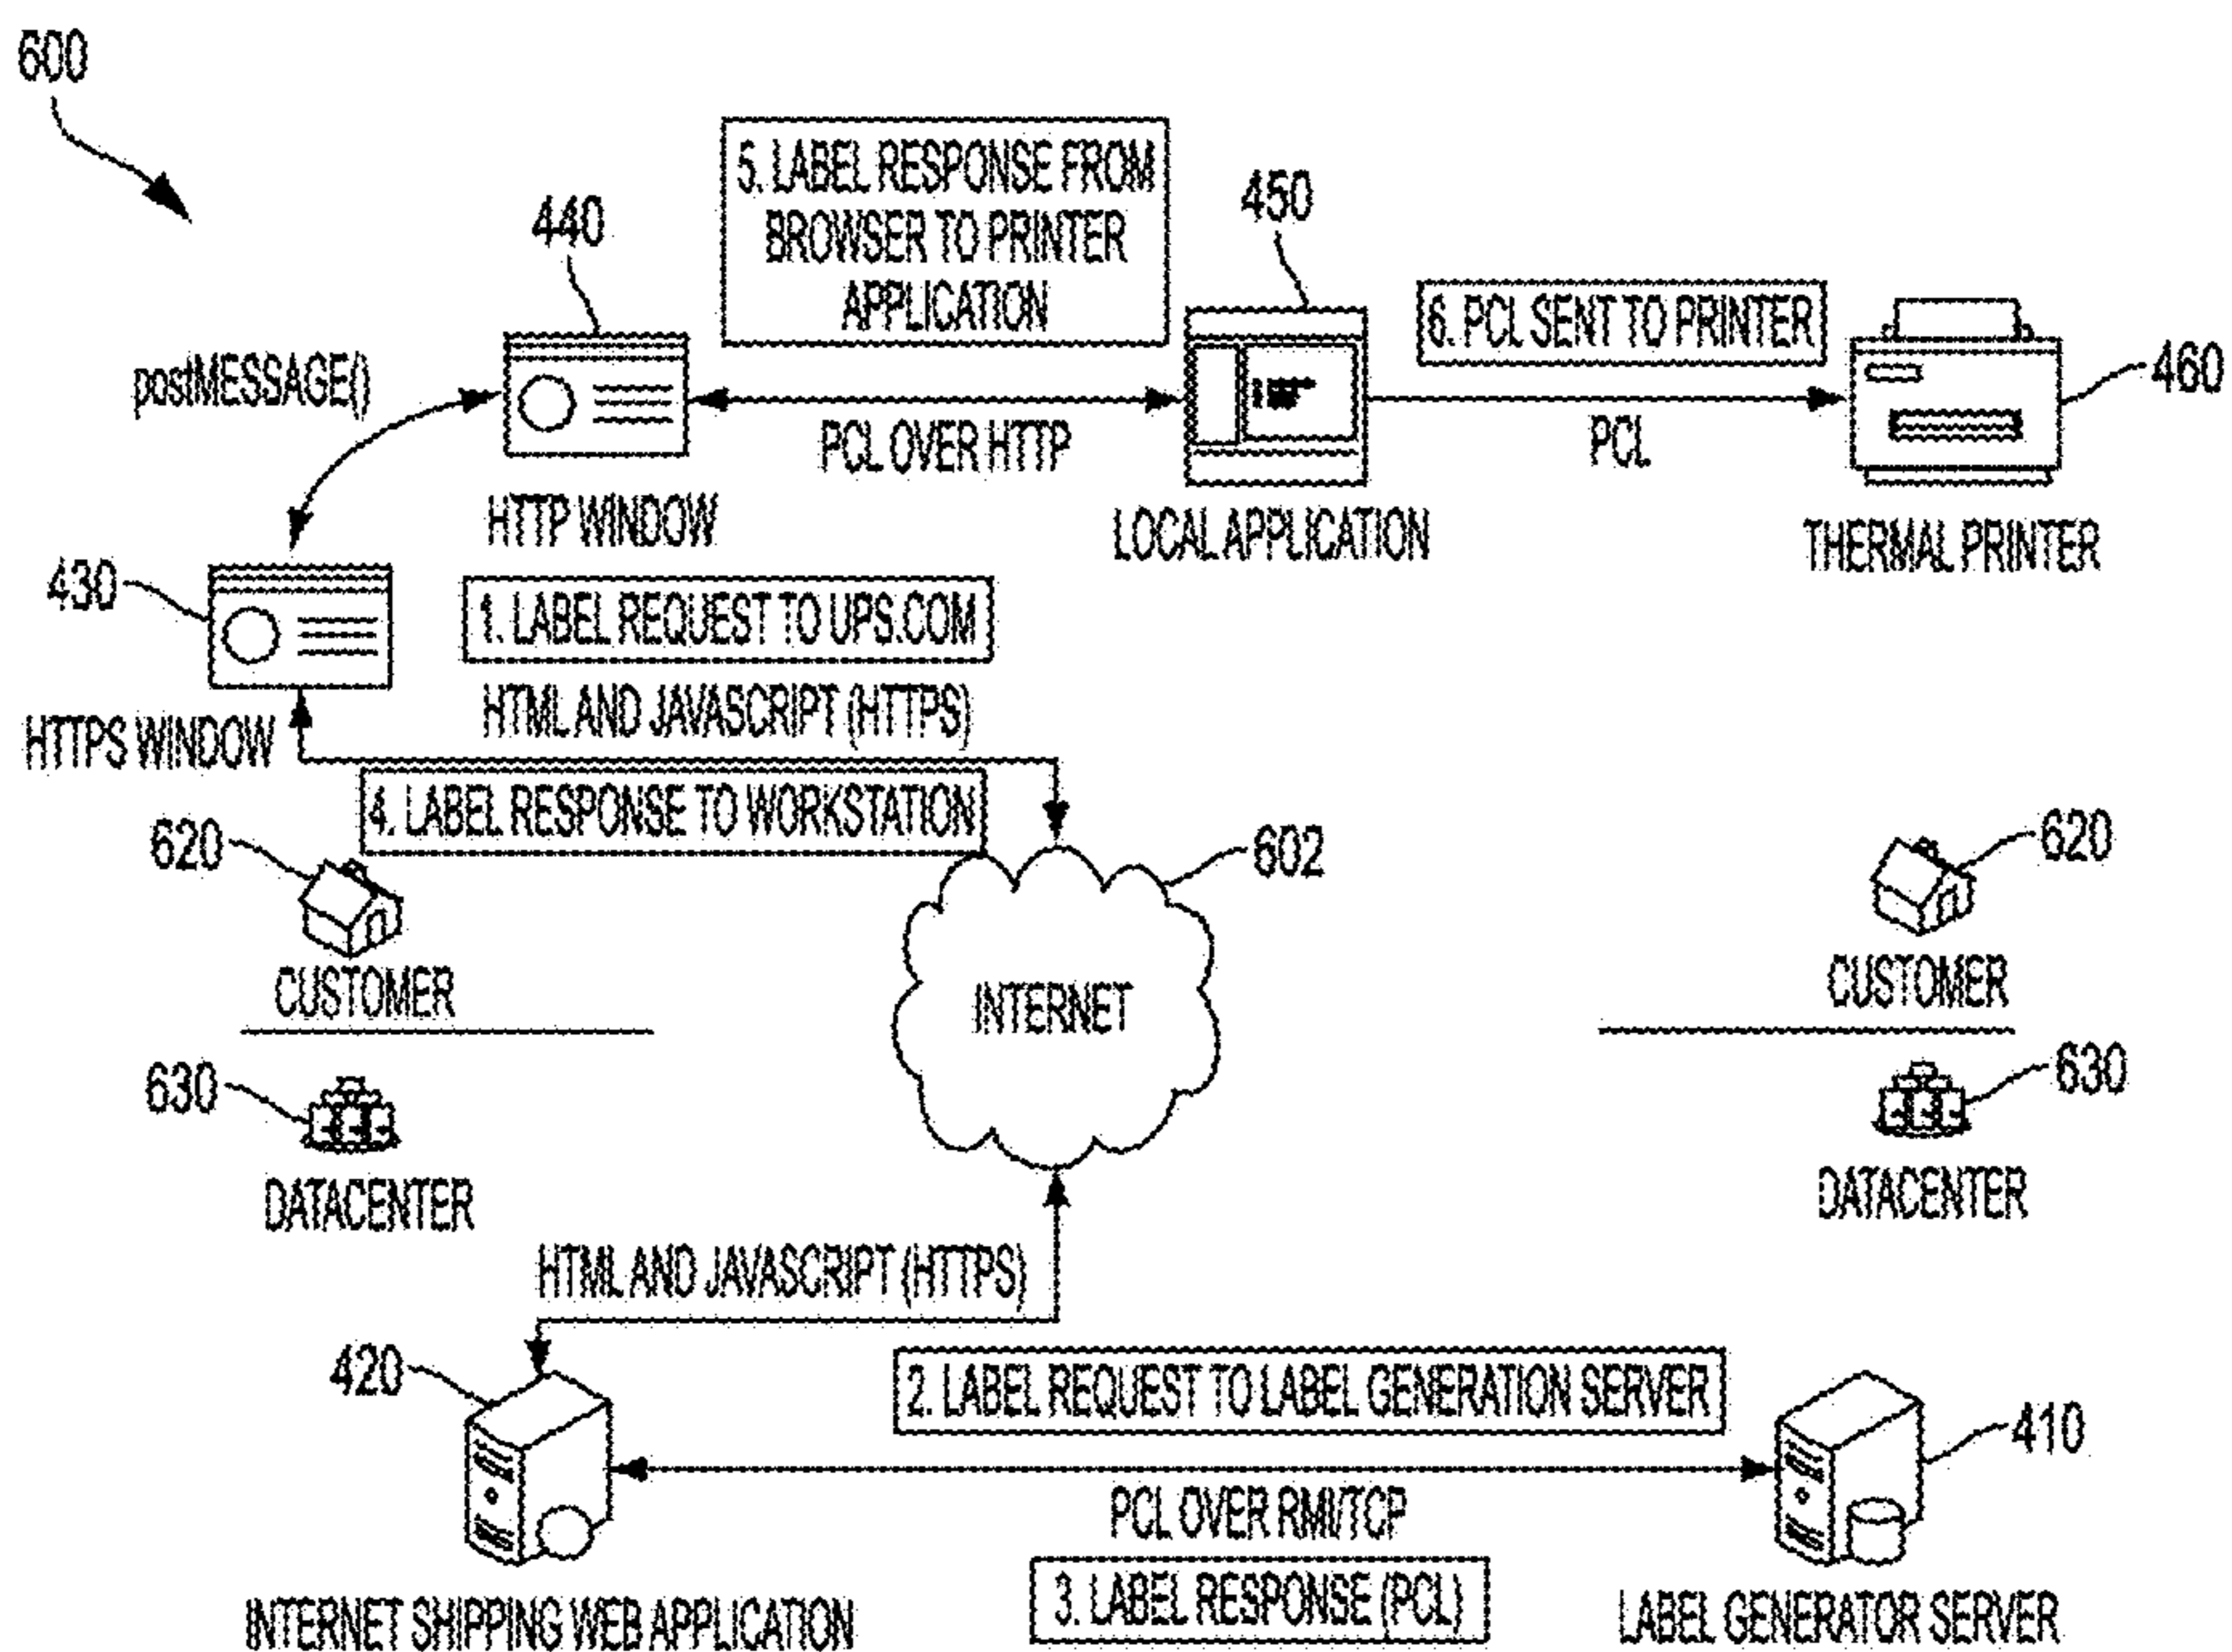 600
5. LABEL RESPONSE FROM
BROWSER TO PRINTER
APPLICATION
440
450
6. PCL SENT TO PRINTER
460
postMESSAGE()
PCL OVER HTTP
PCL
HTTP WINDOW
LOCAL APPLICATION
THERMAL PRINTER
430
1. LABEL REQUEST TO UPS.COM
HTML AND JAVASCRIPT (HTTPS)
HTTPS WINDOW
4. LABEL RESPONSE TO WORKSTATION
620
602
620
CUSTOMER
INTERNET
CUSTOMER
630
630
DATACENTER
DATACENTER
HTML AND JAVASCRIPT (HTTPS)
420
2. LABEL REQUEST TO LABEL GENERATION SERVER
410
PCL OVER RMI/TCP
3. LABEL RESPONSE (PCL)
INTERNET SHIPPING WEB APPLICATION
LABEL GENERATOR SERVER